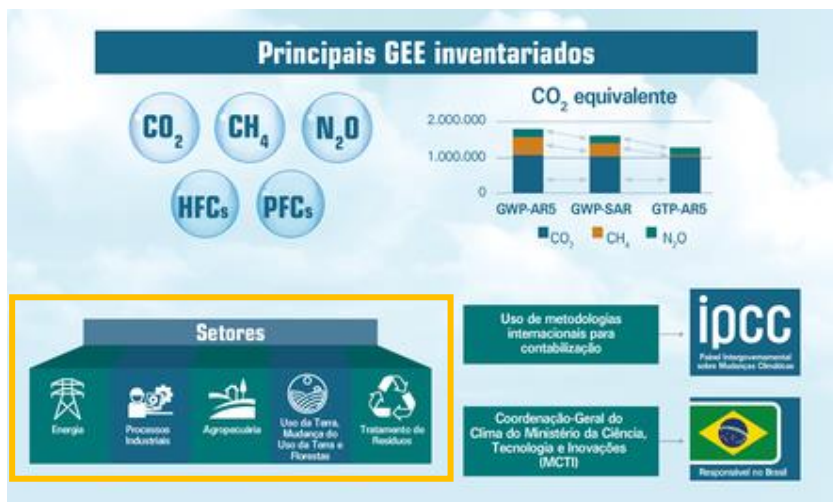 Principais GEE inventariados
CO₂
CH₄
N₂O
HFCs
PFCs
CO₂ equivalente
2.000.000
1.000.000
0
GWP-AR5 GWP-SAR GTP-AR5
CO₂ CH₄ N₂O
Setores
Energia
Processos
Industriais
Agropecuária
Uso da Terra,
Mudança do
Uso da Terra e
Florestas
Tratamento de
Resíduos
Uso de metodologias
internacionais para
contabilização
ipcc
Painel Intergovernamental
sobre Mudanças Climáticas
Coordenação-Geral do
Clima do Ministério da Ciência,
Tecnologia e Inovações
(MCTI)
Responsável no Brasil